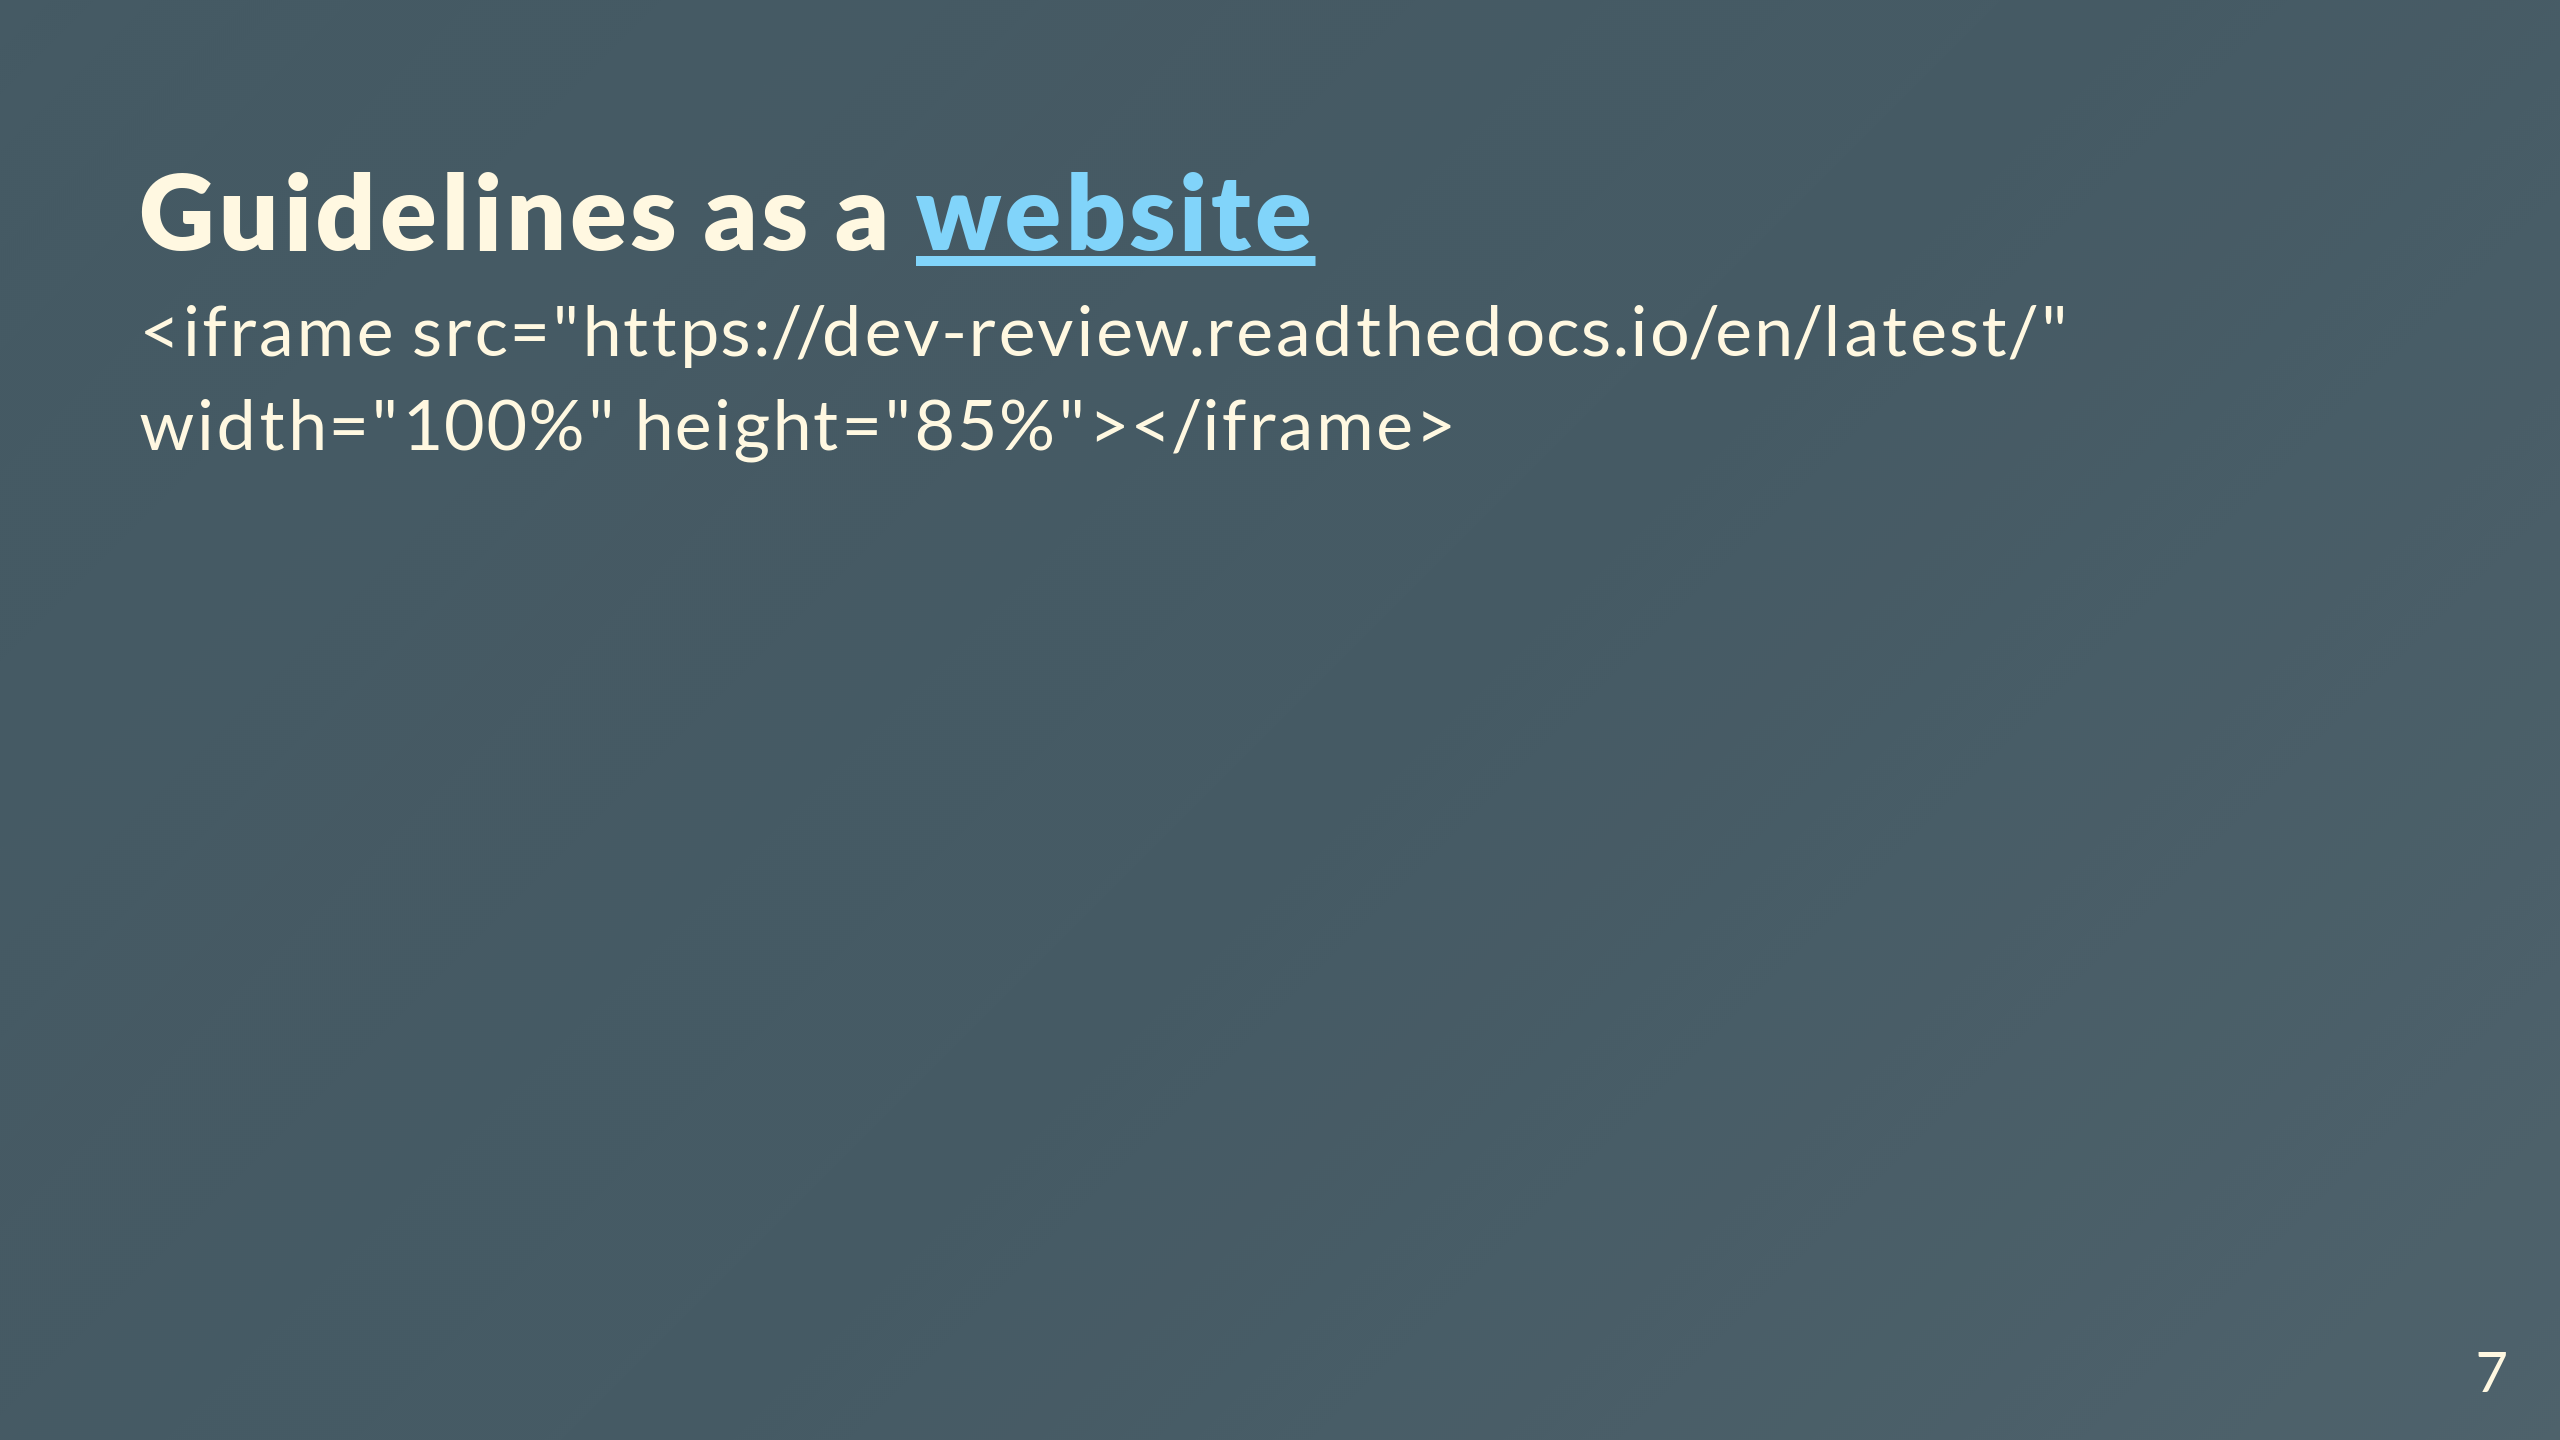 Guidelines as a website
<iframe src="https://dev-review.readthedocs.io/en/latest/"
width="100%" height="85%"></iframe>
7